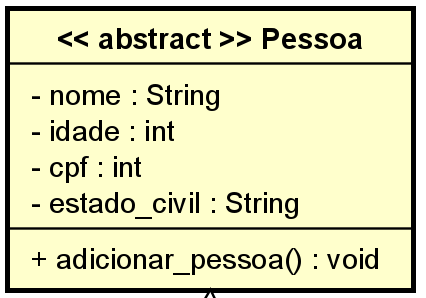 << abstract >> Pessoa
- nome : String
- idade : int
- cpf : int
- estado_civil : String
+ adicionar_pessoa() : void